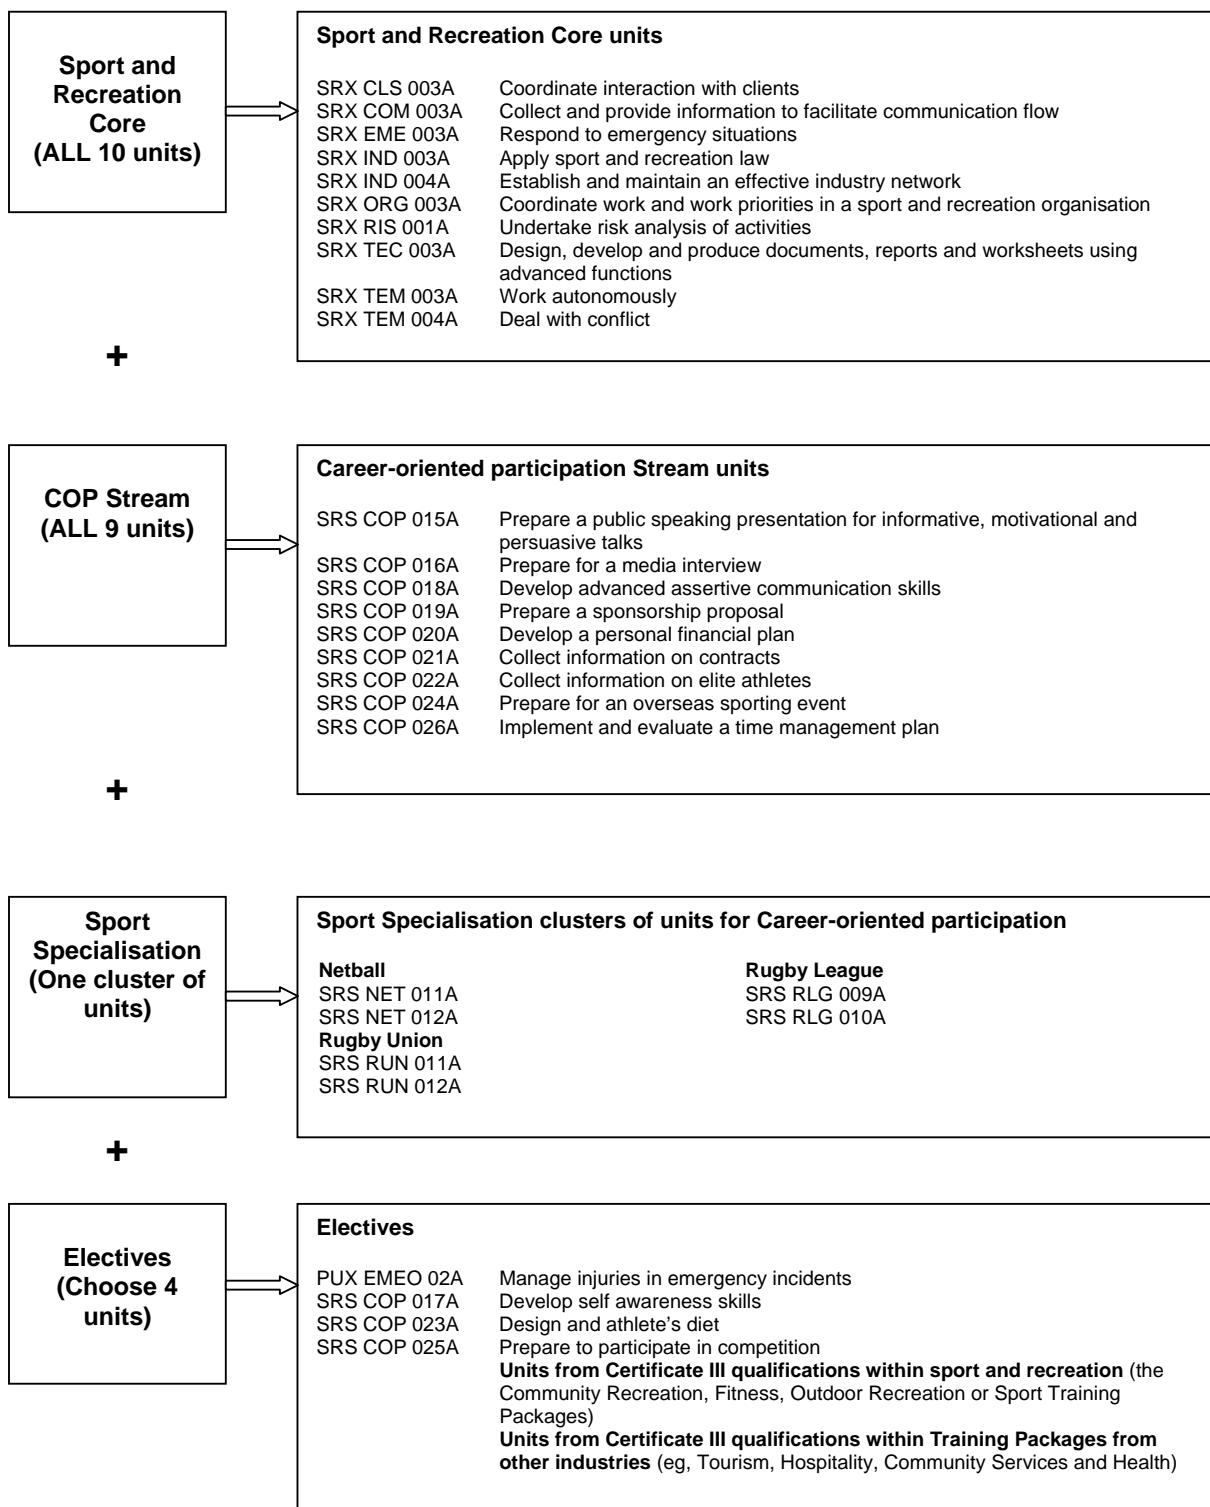 Sport and
Recreation
Core
(ALL 10 units)
Sport and Recreation Core units
SRX CLS 003A Coordinate interaction with clients
SRX COM 003A Collect and provide information to facilitate communication flow
SRX EME 003A Respond to emergency situations
SRX IND 003A Apply sport and recreation law
SRX IND 004A Establish and maintain an effective industry network
SRX ORG 003A Coordinate work and work priorities in a sport and recreation organisation
SRX RIS 001A Undertake risk analysis of activities
SRX TEC 003A Design, develop and produce documents, reports and worksheets using
advanced functions
SRX TEM 003A Work autonomously
SRX TEM 004A Deal with conflict
+
COP Stream
(ALL 9 units)
Career-oriented participation Stream units
SRS COP 015A Prepare a public speaking presentation for informative, motivational and
persuasive talks
SRS COP 016A Prepare for a media interview
SRS COP 018A Develop advanced assertive communication skills
SRS COP 019A Prepare a sponsorship proposal
SRS COP 020A Develop a personal financial plan
SRS COP 021A Collect information on contracts
SRS COP 022A Collect information on elite athletes
SRS COP 024A Prepare for an overseas sporting event
SRS COP 026A Implement and evaluate a time management plan
+
Sport
Specialisation
(One cluster of
units)
Sport Specialisation clusters of units for Career-oriented participation
Netball
SRS NET 011A
SRS NET 012A
Rugby Union
SRS RUN 011A
SRS RUN 012A
Rugby League
SRS RLG 009A
SRS RLG 010A
+
Electives
(Choose 4
units)
Electives
PUX EMEO 02A Manage injuries in emergency incidents
SRS COP 017A Develop self awareness skills
SRS COP 023A Design and athlete's diet
SRS COP 025A Prepare to participate in competition
Units from Certificate III qualifications within sport and recreation (the
Community Recreation, Fitness, Outdoor Recreation or Sport Training
Packages)
Units from Certificate III qualifications within Training Packages from
other industries (eg, Tourism, Hospitality, Community Services and Health)